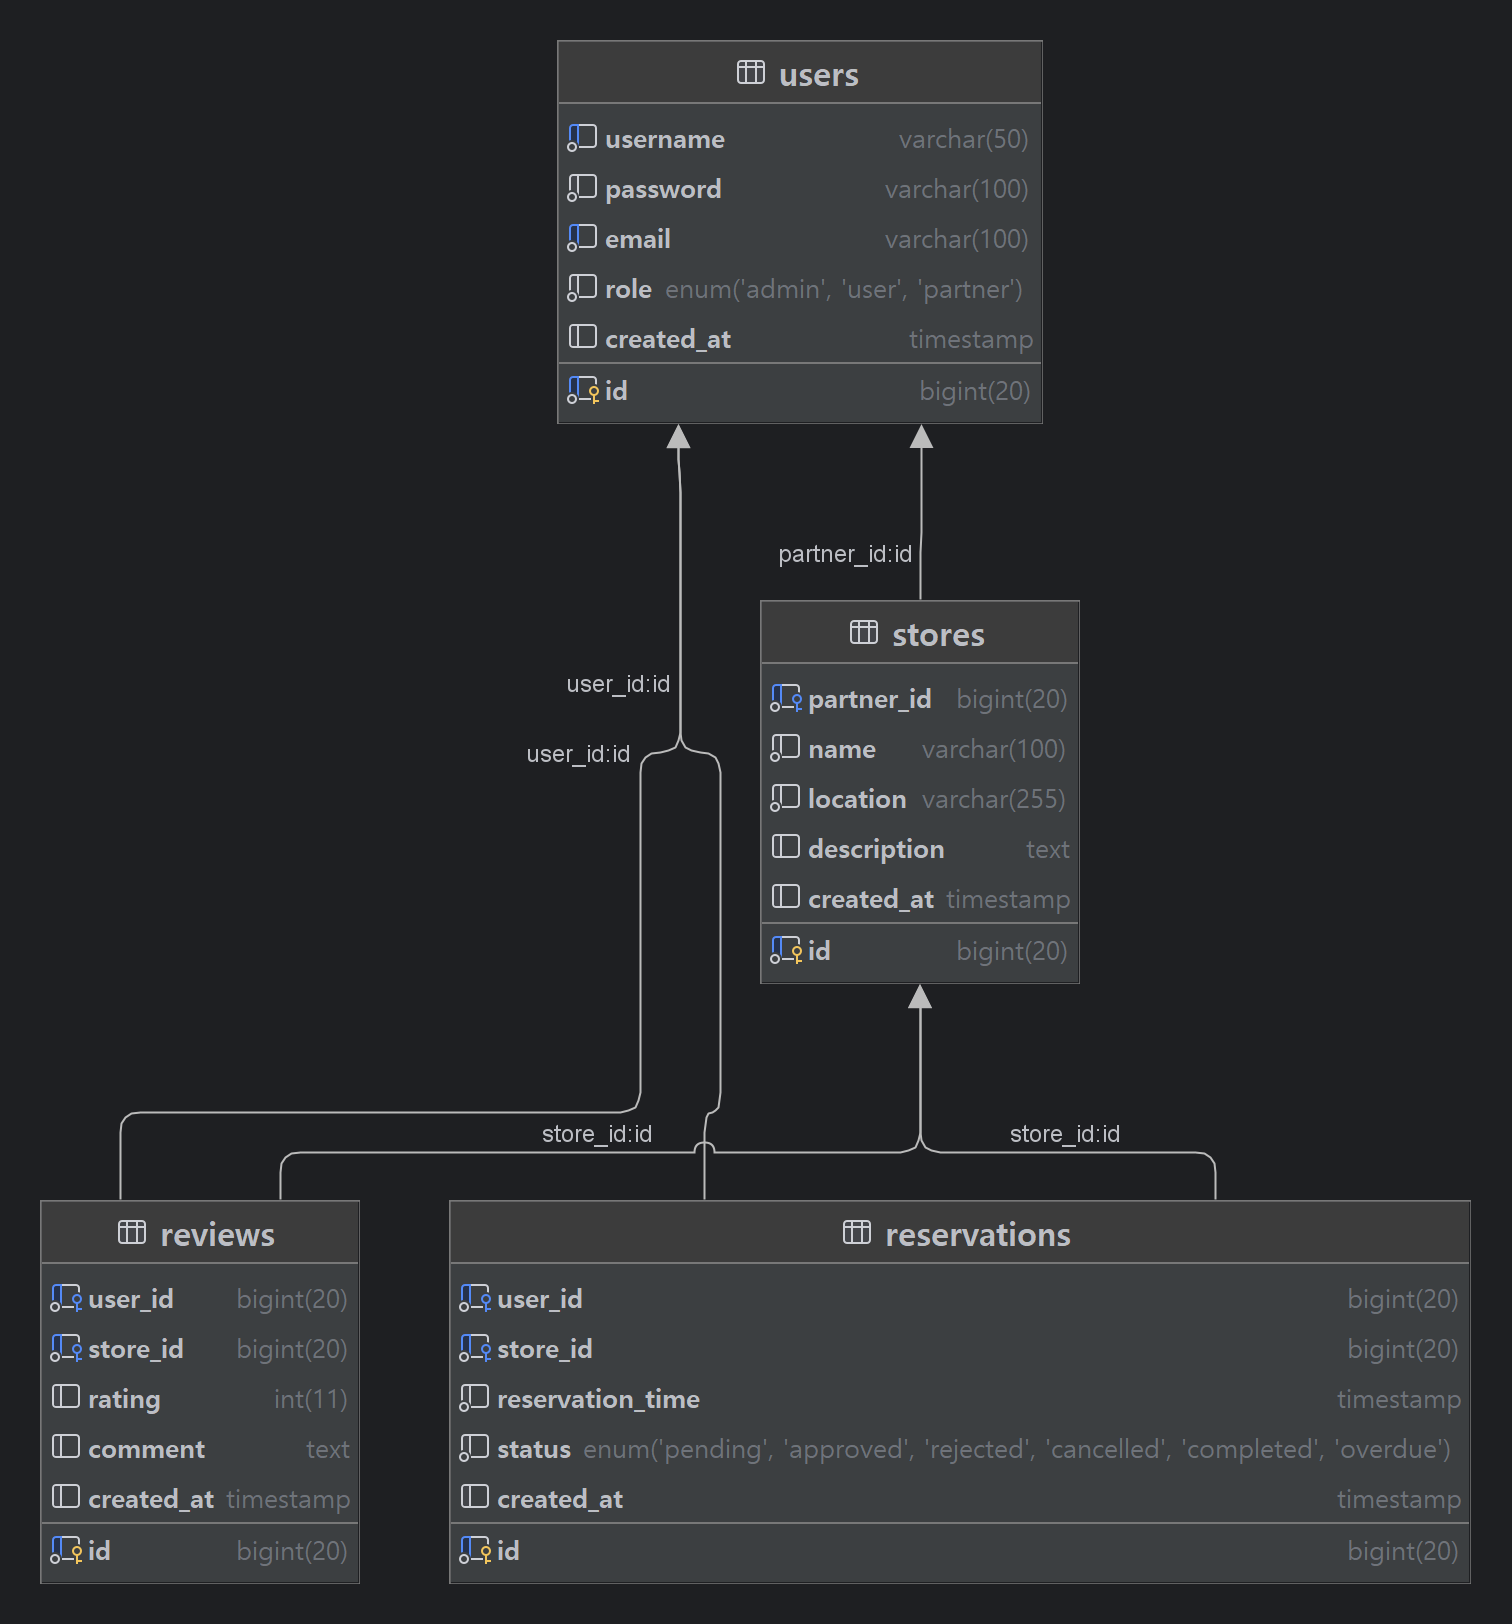 users
username varchar(50)
password varchar(100)
email varchar(100)
role enum('admin', 'user', 'partner')
created_at timestamp
id bigint(20)
partner_id:id
user_id:id
user_id:id
stores
partner_id bigint(20)
name varchar(100)
location varchar(255)
description text
created_at timestamp
id bigint(20)
store_id:id
store_id:id
reviews
user_id bigint(20)
store_id bigint(20)
rating int(11)
comment text
created_at timestamp
id bigint(20)
reservations
user_id bigint(20)
store_id bigint(20)
reservation_time timestamp
status enum('pending', 'approved', 'rejected', 'cancelled', 'completed', 'overdue')
created_at timestamp
id bigint(20)